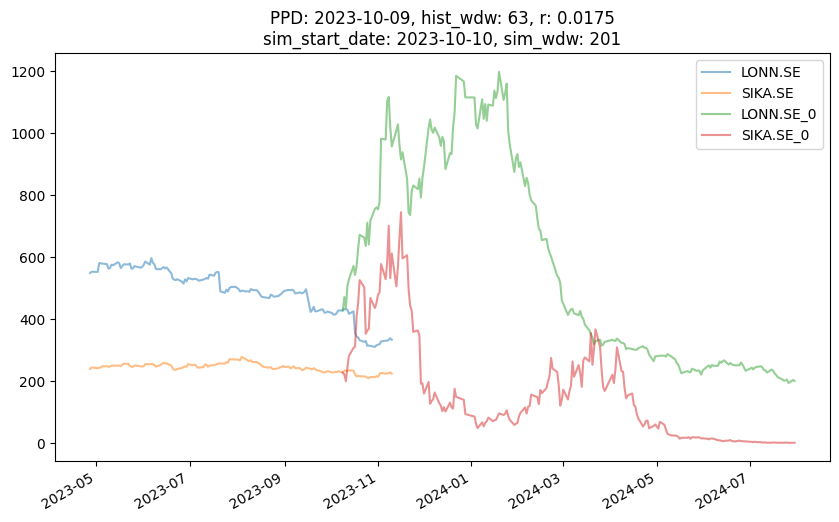 PPD: 2023-10-09, hist_wdw: 63, r: 0.0175
sim_start_date: 2023-10-10, sim_wdw: 201
LONN.SE
SIKA.SE
LONN.SE_0
SIKA.SE_0
1200
1000
800
600
400
200
0
2023-05
2023-07
2023-09
2023-11
2024-01
2024-03
2024-05
2024-07